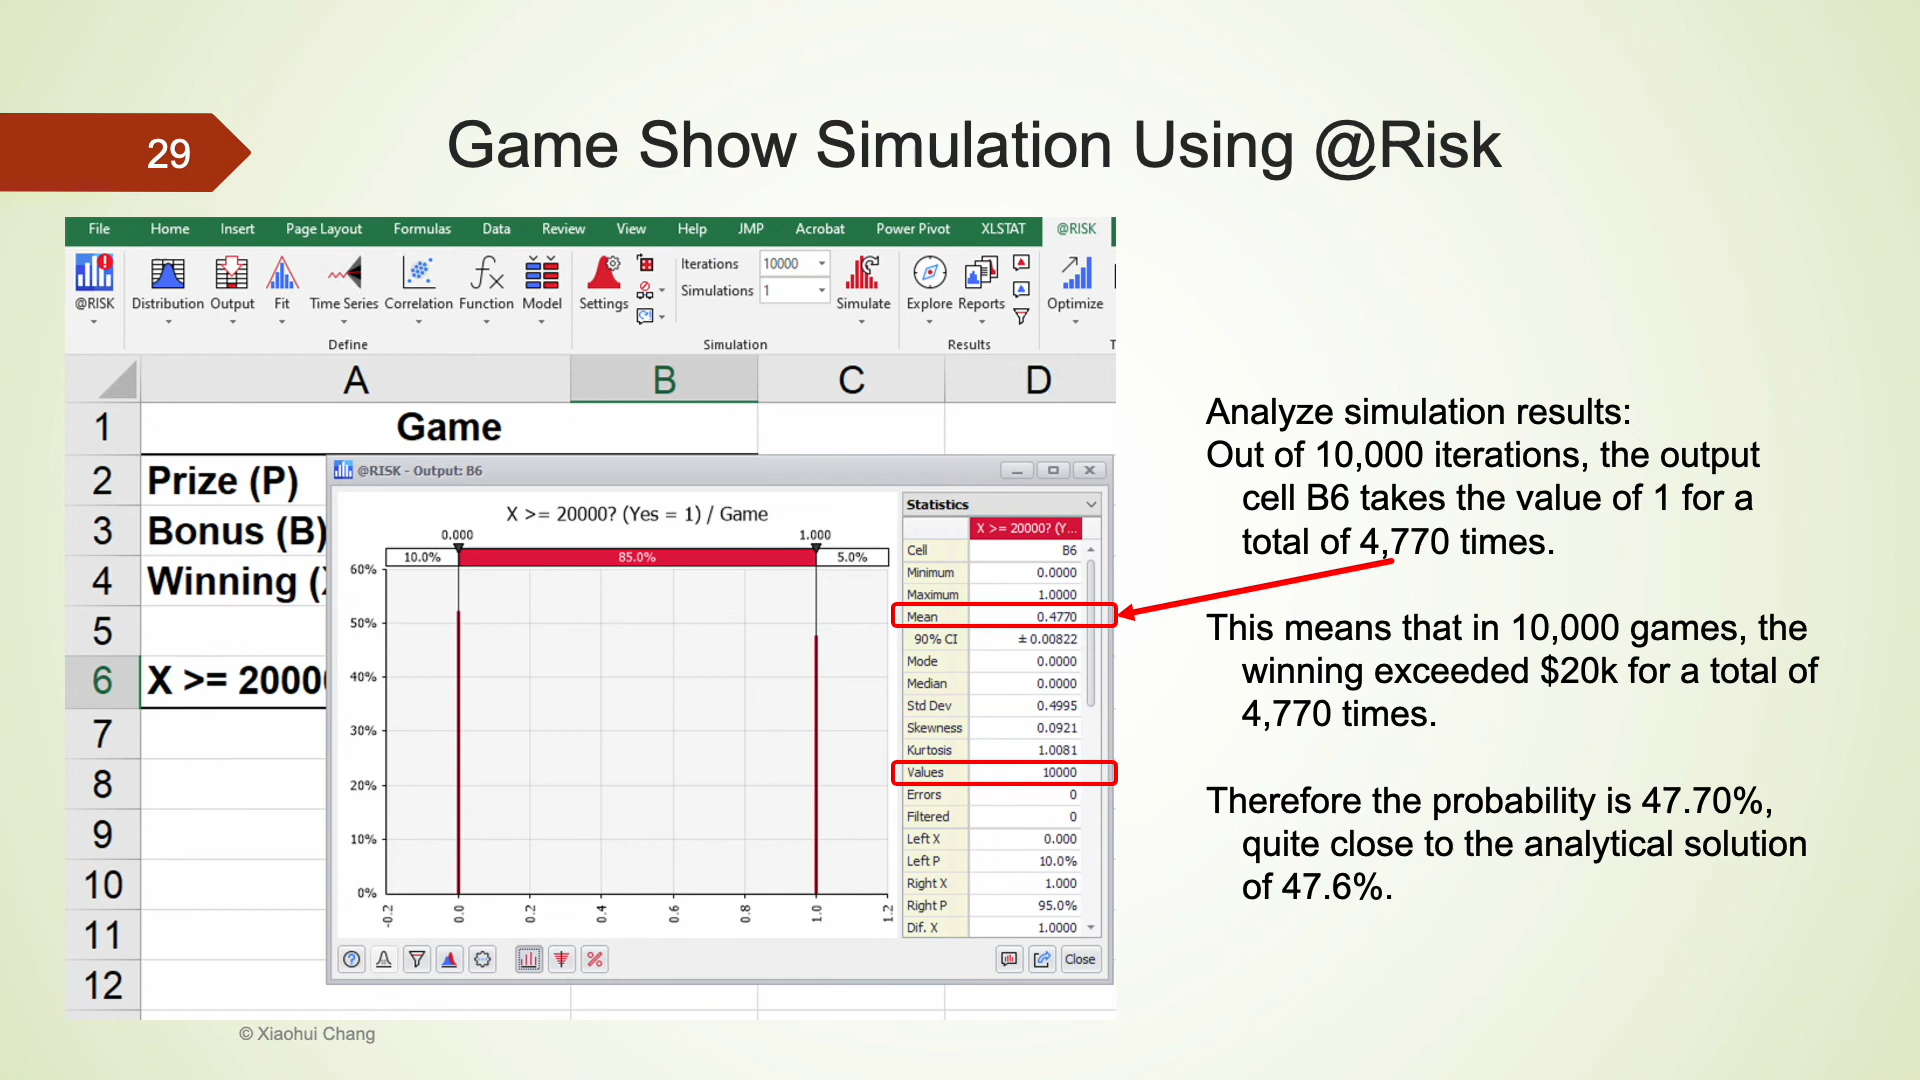 29
Game Show Simulation Using @Risk
File Home Insert Page Layout Formulas Data Review View Help JMP Acrobat Power Pivot XLSTAT @RISK
@RISK Distribution Output Fit Time Series Correlation Function Model Settings
Iterations 10000
Simulations 1
Simulate Explore Reports Optimize
Define Simulation Results T
A B C D
1 Game
2 Prize (P)
3 Bonus (B)
4 Winning (
5
6 X >= 2000
7
8
9
10
11
12
@RISK - Output: B6
X >= 20000? (Yes = 1) / Game
0.000 1.000
10.0% 85.0% 5.0%
60%
50%
40%
30%
20%
10%
0%
-0.2 0.0 0.2 0.4 0.6 0.8 1.0 1.2
Statistics
X >= 20000? (Y...
Cell B6
Minimum 0.0000
Maximum 1.0000
Mean 0.4770
90% CI ± 0.00822
Mode 0.0000
Median 0.0000
Std Dev 0.4995
Skewness 0.0921
Kurtosis 1.0081
Values 10000
Errors 0
Filtered 0
Left X 0.000
Left P 10.0%
Right X 1.000
Right P 95.0%
Dif. X 1.0000
Close
Analyze simulation results:
Out of 10,000 iterations, the output
cell B6 takes the value of 1 for a
total of 4,770 times.
This means that in 10,000 games, the
winning exceeded $20k for a total of
4,770 times.
Therefore the probability is 47.70%,
quite close to the analytical solution
of 47.6%.
© Xiaohui Chang